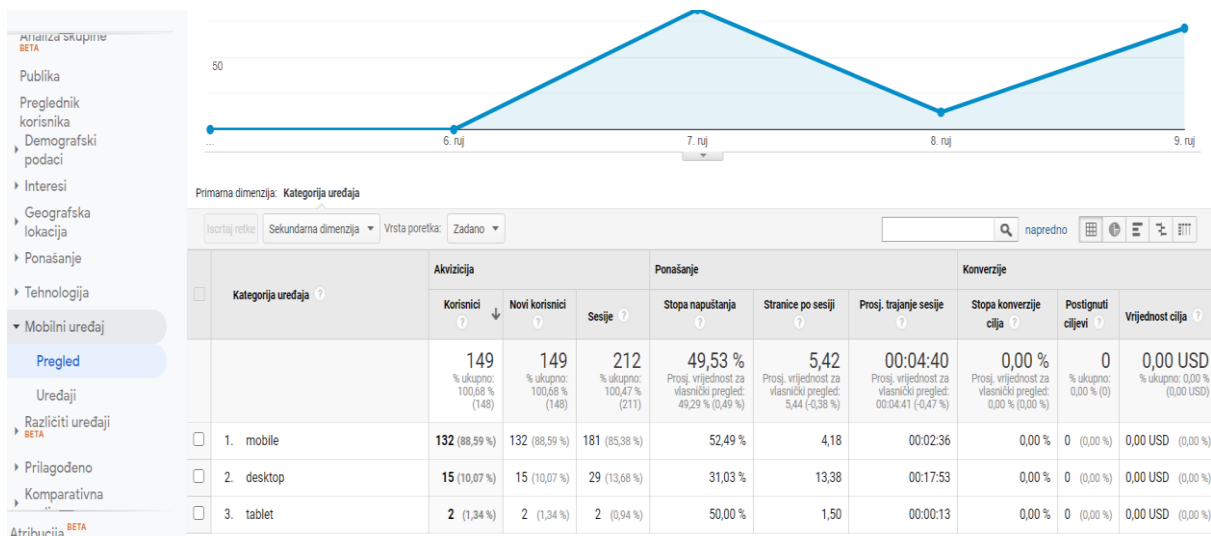 Analiza skupine
BETA
Publika
Preglednik
korisnika
Demografski
podaci
Interesi
Geografska
lokacija
Ponašanje
Tehnologija
Mobilni uređaj
Pregled
Uređaji
Različiti uređaji
BETA
Prilagođeno
Komparativna
Atribucija BETA
50
... 6. ruj 7. ruj 8. ruj 9. ruj
Primarna dimenzija: Kategorija uređaja
Iscrtaj retke Sekundarna dimenzija Vrsta poretka: Zadano napredno
Akvizicija Ponašanje Konverzije
Kategorija uređaja ? Korisnici ? Novi korisnici ? Sesije ? Stopa napuštanja ? Stranice po sesiji ? Prosj. trajanje sesije ? Stopa konverzije cilja ? Postignuti ciljevi ? Vrijednost cilja ?
149 149 212 49,53 % 5,42 00:04:40 0,00 % 0 0,00 USD
% ukupno: % ukupno: % ukupno: Prosj. vrijednost za Prosj. vrijednost za Prosj. vrijednost za Prosj. vrijednost za % ukupno: % ukupno: 0,00 %
100,68 % 100,68 % 100,47 % vlasnički pregled: vlasnički pregled: vlasnički pregled: vlasnički pregled: 0,00 % (0) (0,00 USD)
(148) (148) (211) 49,29 % (0,49 %) 5,44 (-0,38 %) 00:04:41 (-0,47 %) 0,00 % (0,00 %)
1. mobile 132 (88,59 %) 132 (88,59 %) 181 (85,38 %) 52,49 % 4,18 00:02:36 0,00 % 0 (0,00 %) 0,00 USD (0,00 %)
2. desktop 15 (10,07 %) 15 (10,07 %) 29 (13,68 %) 31,03 % 13,38 00:17:53 0,00 % 0 (0,00 %) 0,00 USD (0,00 %)
3. tablet 2 (1,34 %) 2 (1,34 %) 2 (0,94 %) 50,00 % 1,50 00:00:13 0,00 % 0 (0,00 %) 0,00 USD (0,00 %)